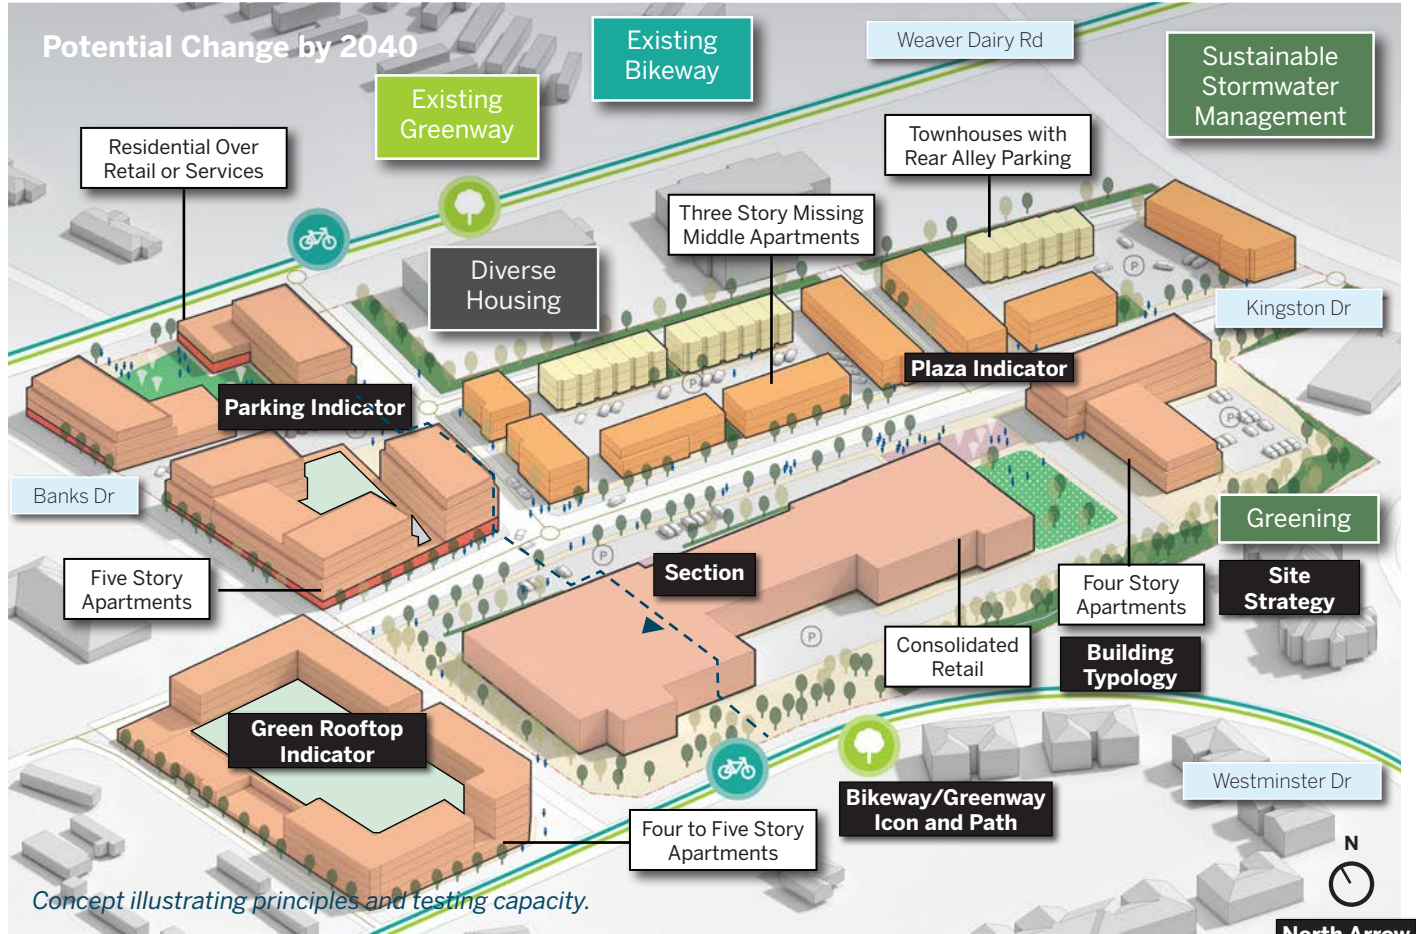 Potential Change by 2040
Existing
Bikeway
Weaver Dairy Rd
Sustainable
Stormwater
Management
Existing
Greenway
Residential Over
Retail or Services
Townhouses with
Rear Alley Parking
Three Story Missing
Middle Apartments
Diverse
Housing
P
Kingston Dr
Plaza Indicator
P
Parking Indicator
P
Banks Dr
Greening
P
Section
Five Story
Apartments
Four Story
Apartments
Site
Strategy
P
Consolidated
Retail
Building
Typology
Green Rooftop
Indicator
Westminster Dr
Bikeway/Greenway
Icon and Path
Four to Five Story
Apartments
N
Concept illustrating principles and testing capacity.
North Arrow